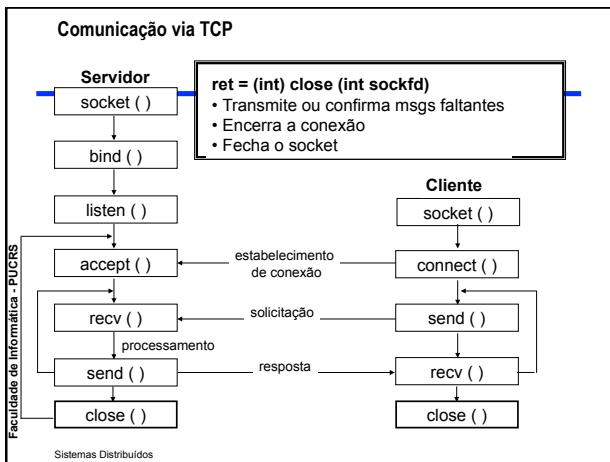 Comunicação via TCP
Servidor
socket ( )
bind ( )
listen ( )
accept ( )
recv ( )
processamento
send ( )
close ( )
ret = (int) close (int sockfd)
• Transmite ou confirma msgs faltantes
• Encerra a conexão
• Fecha o socket
estabelecimento
de conexão
solicitação
resposta
Cliente
socket ( )
connect ( )
send ( )
recv ( )
close ( )
Faculdade de Informática - PUCRS
Sistemas Distribuídos